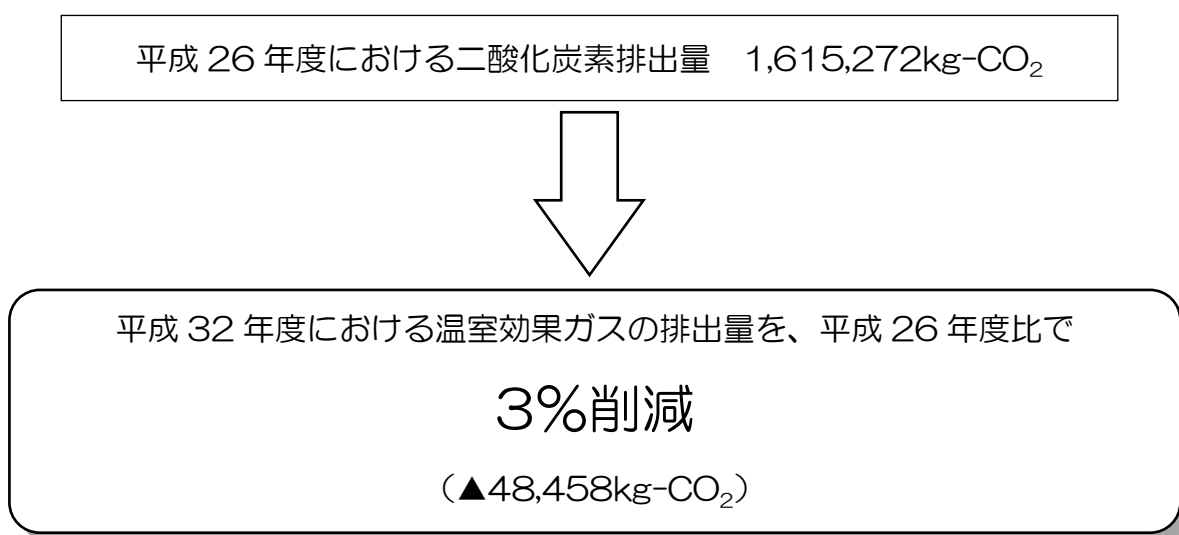 平成 26 年度における二酸化炭素排出量　1,615,272kg-CO₂
平成 32 年度における温室効果ガスの排出量を、平成 26 年度比で
3%削減
（▲48,458kg-CO₂）